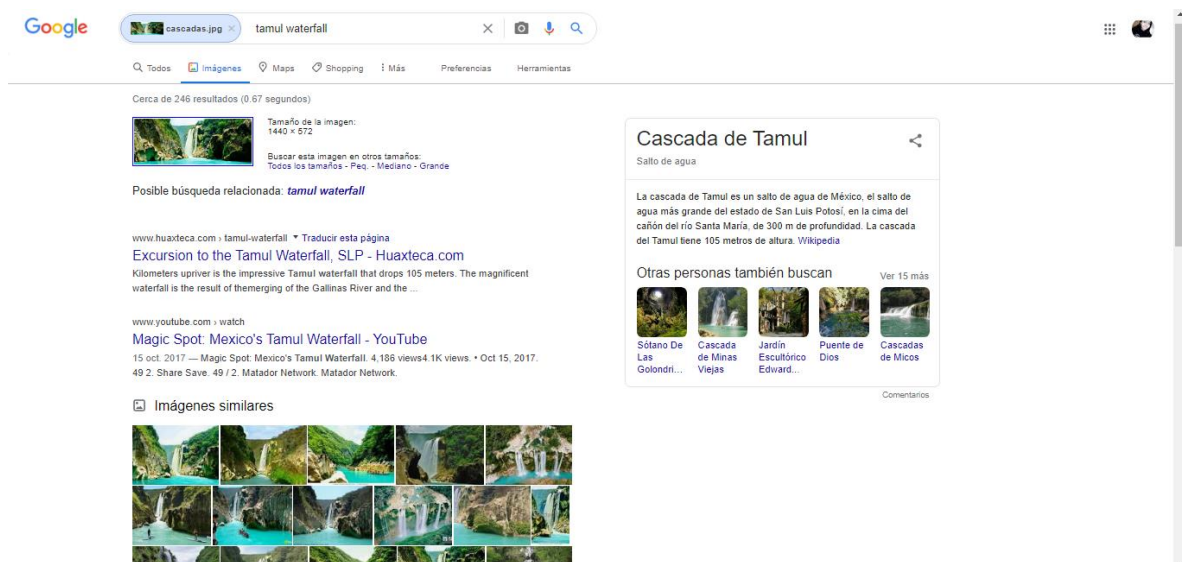 Google
cascadas.jpg × tamul waterfall
Todos Imágenes Maps Shopping Más Preferencias Herramientas
Cerca de 246 resultados (0.67 segundos)
Tamaño de la imagen:
1440 × 572
Buscar esta imagen en otros tamaños:
Todos los tamaños - Peq. - Mediano - Grande
Posible búsqueda relacionada: tamul waterfall
www.huaxteca.com › tamul-waterfall Traducir esta página
Excursion to the Tamul Waterfall, SLP - Huaxteca.com
Kilometers upriver is the impressive Tamul waterfall that drops 105 meters. The magnificent
waterfall is the result of themerging of the Gallinas River and the ...
www.youtube.com › watch
Magic Spot: Mexico's Tamul Waterfall - YouTube
15 oct. 2017 — Magic Spot: Mexico's Tamul Waterfall. 4,186 views4.1K views. • Oct 15, 2017.
49 2. Share Save. 49 / 2. Matador Network. Matador Network.
Imágenes similares
Cascada de Tamul
Salto de agua
La cascada de Tamul es un salto de agua de México, el salto de
agua más grande del estado de San Luis Potosí, en la cima del
cañón del río Santa María, de 300 m de profundidad. La cascada
del Tamul tiene 105 metros de altura. Wikipedia
Otras personas también buscan Ver 15 más
Sótano De Las Golondri...
Cascada de Minas Viejas
Jardín Escultórico Edward...
Puente de Dios
Cascadas de Micos
Comentarios